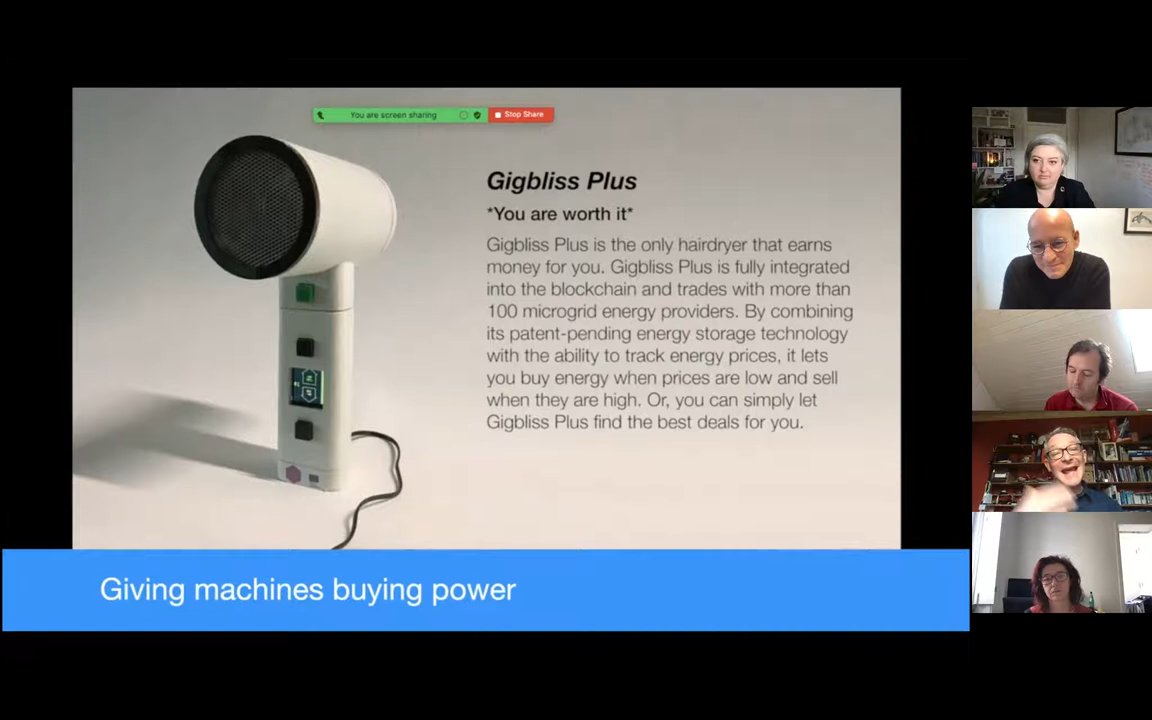 You are screen sharing
Stop Share
Gigbliss Plus
*You are worth it*
Gigbliss Plus is the only hairdryer that earns
money for you. Gigbliss Plus is fully integrated
into the blockchain and trades with more than
100 microgrid energy providers. By combining
its patent-pending energy storage technology
with the ability to track energy prices, it lets
you buy energy when prices are low and sell
when they are high. Or, you can simply let
Gigbliss Plus find the best deals for you.
Giving machines buying power